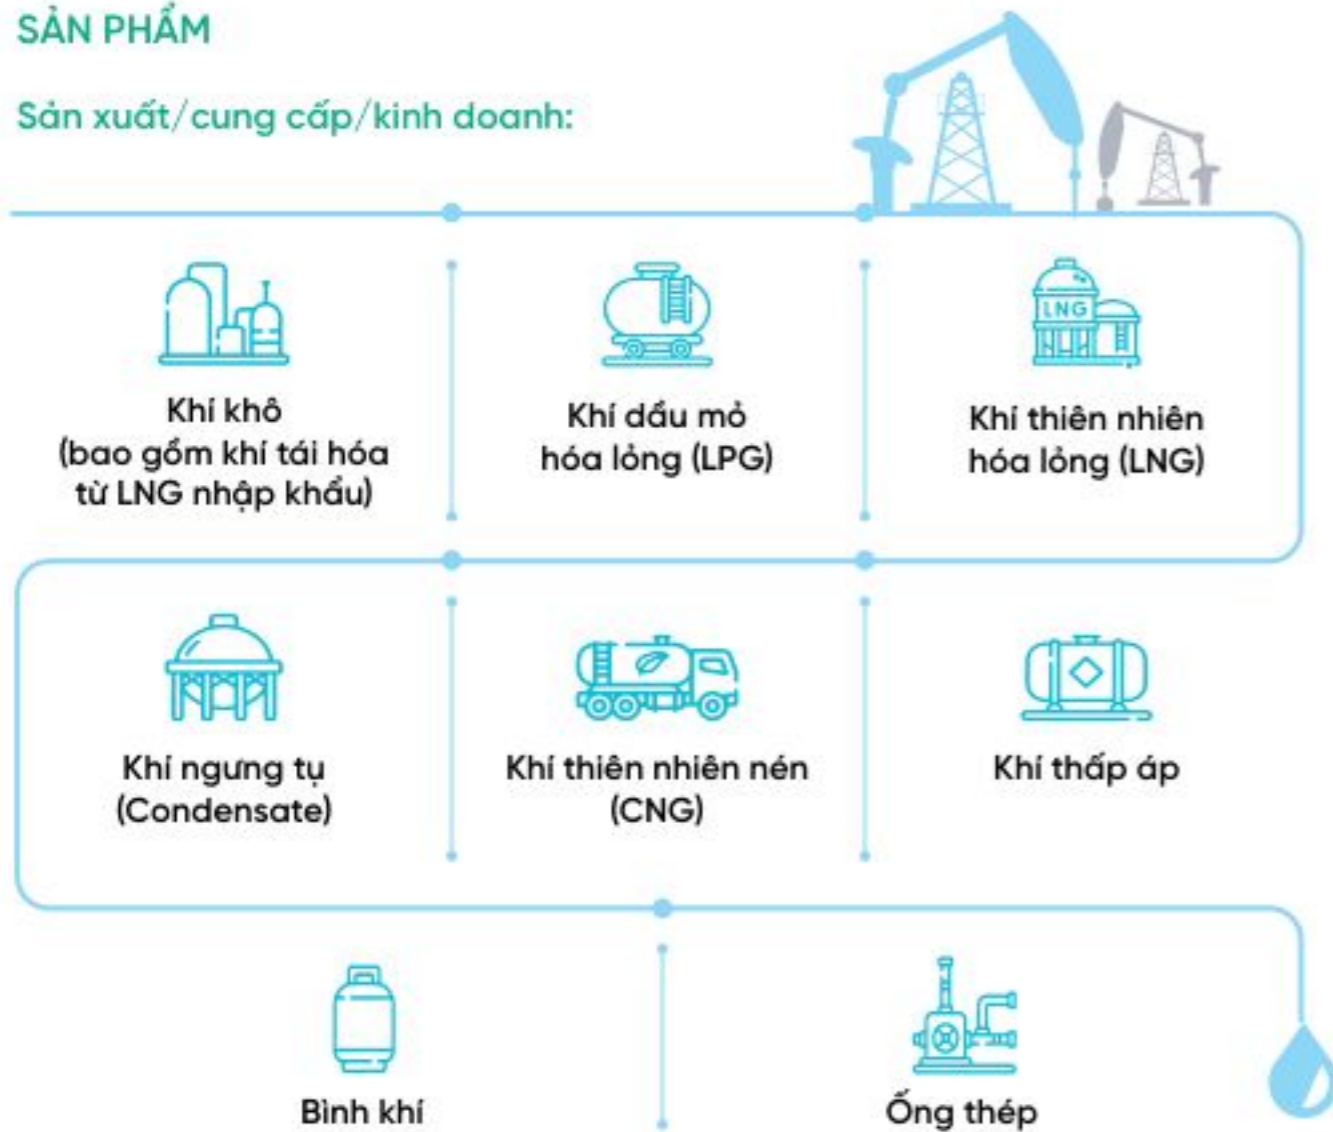 SẢN PHẨM
Sản xuất/cung cấp/kinh doanh:
Khí khô
(bao gồm khí tái hóa
từ LNG nhập khẩu)
Khí dầu mỏ
hóa lỏng (LPG)
LNG
Khí thiên nhiên
hóa lỏng (LNG)
Khí ngưng tụ
(Condensate)
Khí thiên nhiên nén
(CNG)
Khí thấp áp
Bình khí
Ống thép